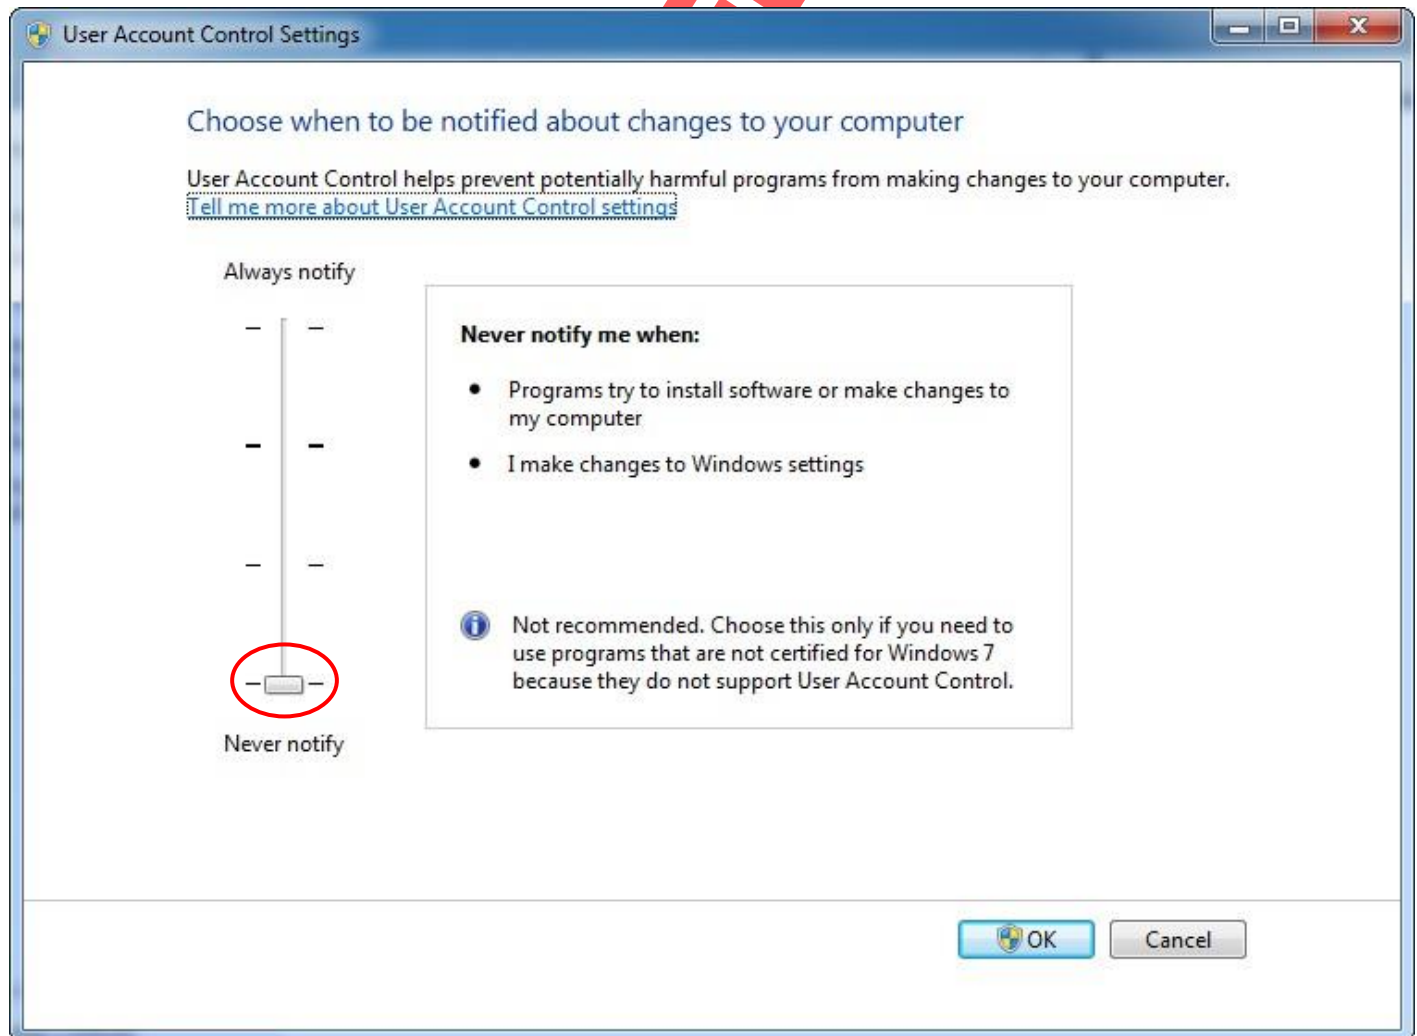 User Account Control Settings
Choose when to be notified about changes to your computer
User Account Control helps prevent potentially harmful programs from making changes to your computer.
Tell me more about User Account Control settings
Always notify
Never notify me when:
Programs try to install software or make changes to
my computer
I make changes to Windows settings
Not recommended. Choose this only if you need to
use programs that are not certified for Windows 7
because they do not support User Account Control.
Never notify
OK
Cancel